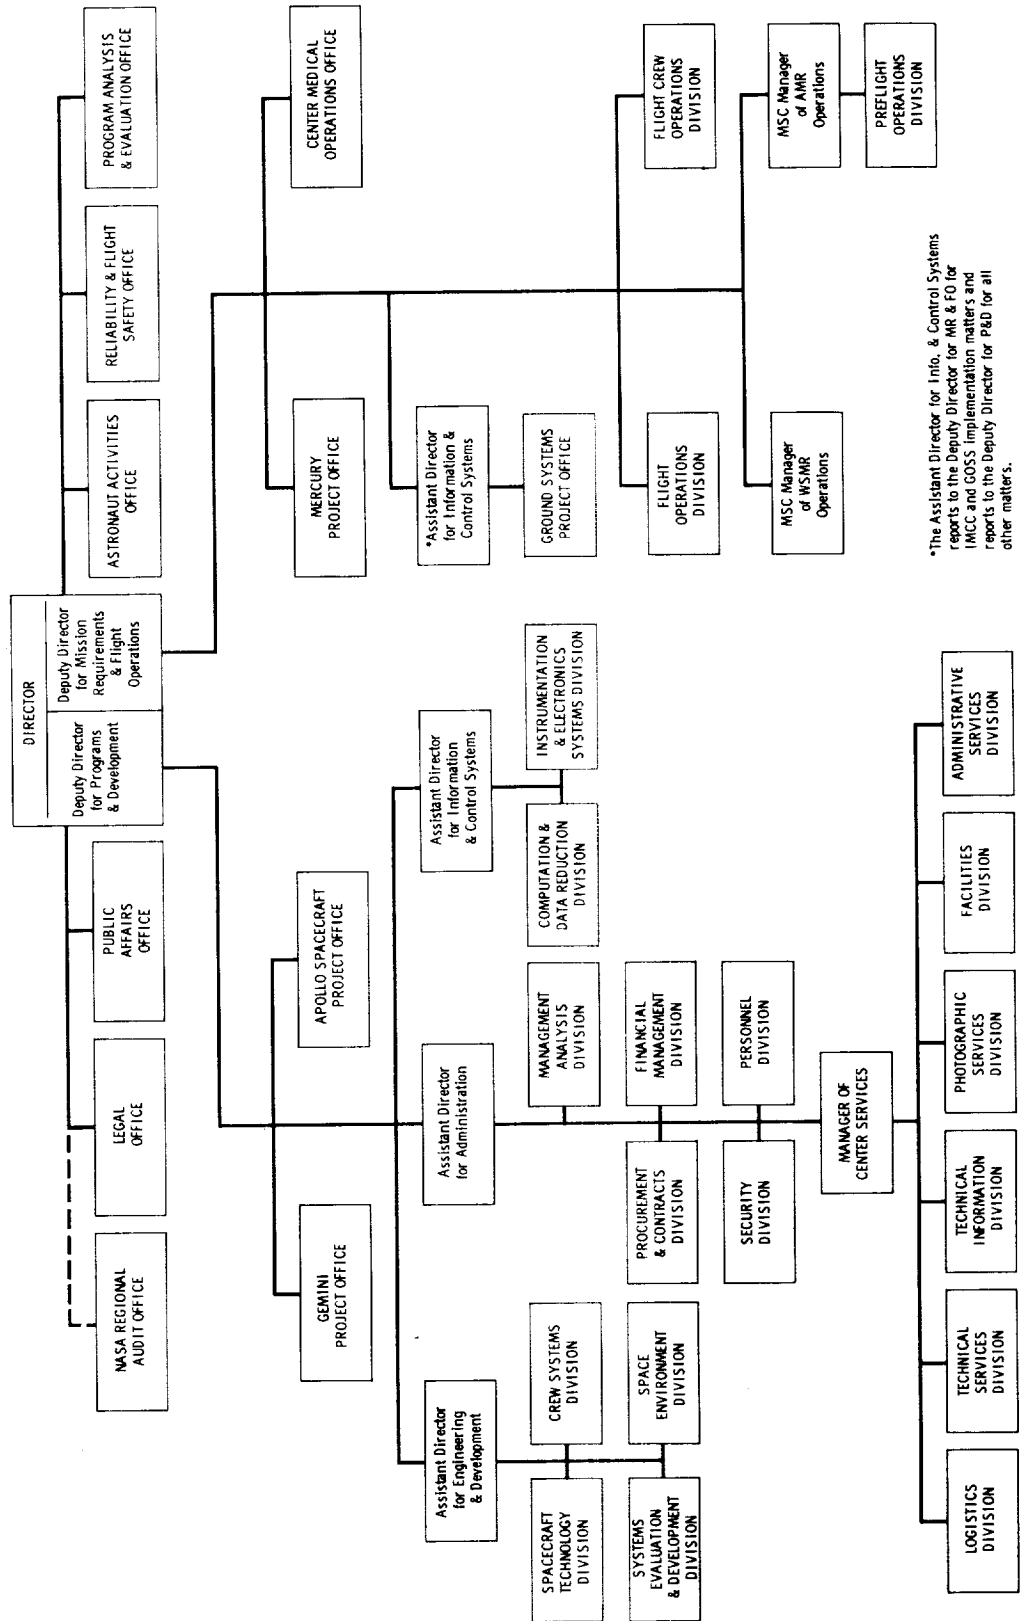 DIRECTOR
Deputy Director
for Programs
& Development
Deputy Director
for Mission
Requirements
& Flight
Operations
NASA REGIONAL
AUDIT OFFICE
LEGAL
OFFICE
PUBLIC
AFFAIRS
OFFICE
ASTRONAUT ACTIVITIES
OFFICE
RELIABILITY & FLIGHT
SAFETY OFFICE
PROGRAM ANALYSIS
& EVALUATION OFFICE
GEMINI
PROJECT OFFICE
APOLLO SPACECRAFT
PROJECT OFFICE
MERCURY
PROJECT OFFICE
CENTER MEDICAL
OPERATIONS OFFICE
Assistant Director
for Engineering
& Development
Assistant Director
for Administration
Assistant Director
for Information
& Control Systems
*Assistant Director
for Information &
Control Systems
GROUND SYSTEMS
PROJECT OFFICE
SPACECRAFT
TECHNOLOGY
DIVISION
CREW SYSTEMS
DIVISION
SYSTEMS
EVALUATION
& DEVELOPMENT
DIVISION
SPACE
ENVIRONMENT
DIVISION
MANAGEMENT
ANALYSIS
DIVISION
PROCUREMENT
& CONTRACTS
DIVISION
FINANCIAL
MANAGEMENT
DIVISION
SECURITY
DIVISION
PERSONNEL
DIVISION
COMPUTATION &
DATA REDUCTION
DIVISION
INSTRUMENTATION
& ELECTRONICS
SYSTEMS DIVISION
FLIGHT
OPERATIONS
DIVISION
FLIGHT CREW
OPERATIONS
DIVISION
MSC Manager
of WSMR
Operations
MSC Manager
of AMR
Operations
PREFLIGHT
OPERATIONS
DIVISION
MANAGER OF
CENTER SERVICES
LOGISTICS
DIVISION
TECHNICAL
SERVICES
DIVISION
TECHNICAL
INFORMATION
DIVISION
PHOTOGRAPHIC
SERVICES
DIVISION
FACILITIES
DIVISION
ADMINISTRATIVE
SERVICES
DIVISION
*The Assistant Director for Info. & Control Systems
reports to the Deputy Director for MR & FO for
IMCC and GOSS Implementation matters and
reports to the Deputy Director for P&D for all
other matters.